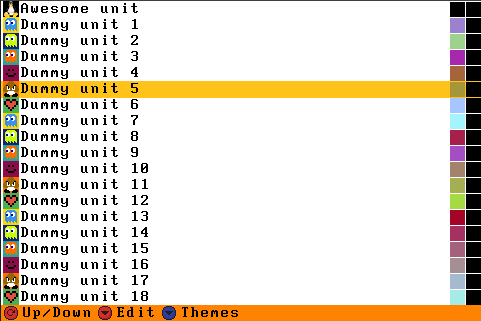 Awesome unit
Dummy unit 1
Dummy unit 2
Dummy unit 3
Dummy unit 4
Dummy unit 5
Dummy unit 6
Dummy unit 7
Dummy unit 8
Dummy unit 9
Dummy unit 10
Dummy unit 11
Dummy unit 12
Dummy unit 13
Dummy unit 14
Dummy unit 15
Dummy unit 16
Dummy unit 17
Dummy unit 18
Up/Down Edit Themes